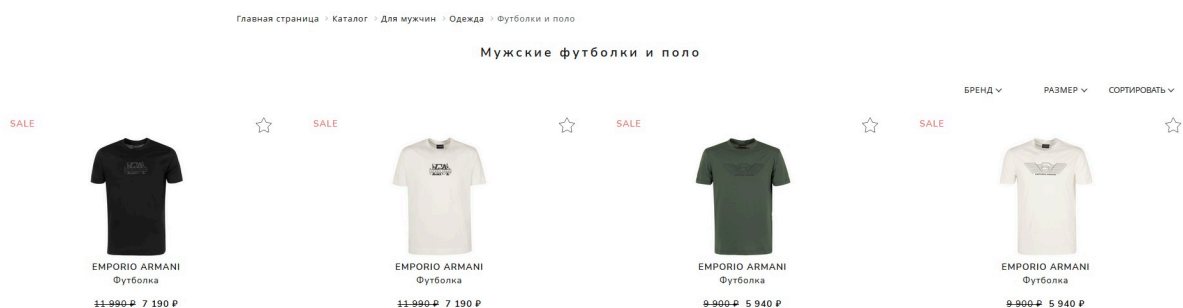 Главная страница > Каталог > Для мужчин > Одежда > Футболки и поло
Мужские футболки и поло
БРЕНД РАЗМЕР СОРТИРОВАТЬ
SALE SALE SALE SALE
EMPORIO ARMANI EMPORIO ARMANI EMPORIO ARMANI EMPORIO ARMANI
Футболка Футболка Футболка Футболка
11 990 ₽ 7 190 ₽ 11 990 ₽ 7 190 ₽ 9 900 ₽ 5 940 ₽ 9 900 ₽ 5 940 ₽